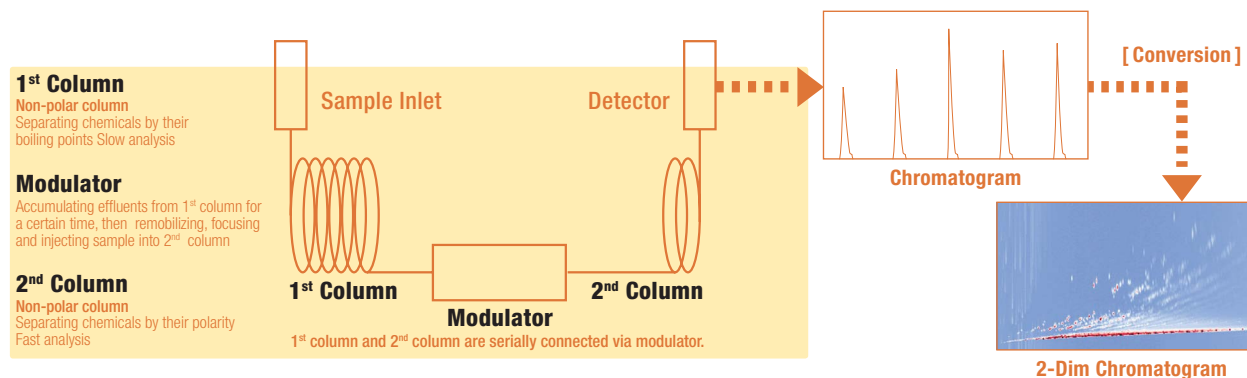 1st Column
Non-polar column
Separating chemicals by their
boiling points Slow analysis
Modulator
Accumulating effluents from 1st column for
a certain time, then remobilizing, focusing
and injecting sample into 2nd column
2nd Column
Non-polar column
Separating chemicals by their polarity
Fast analysis
Sample Inlet
Detector
1st Column
Modulator
2nd Column
1st column and 2nd column are serially connected via modulator.
Chromatogram
[ Conversion ]
2-Dim Chromatogram